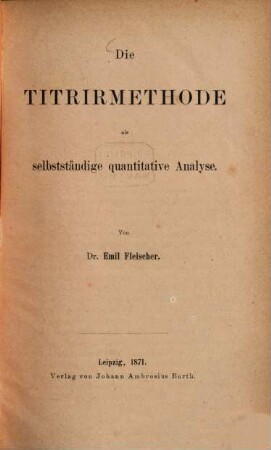 Die
TITRIRMETHODE
als
selbstständige quantitative Analyse.
Von
Dr. Emil Fleischer.
Leipzig, 1871.
Verlag von Johann Ambrosius Barth.